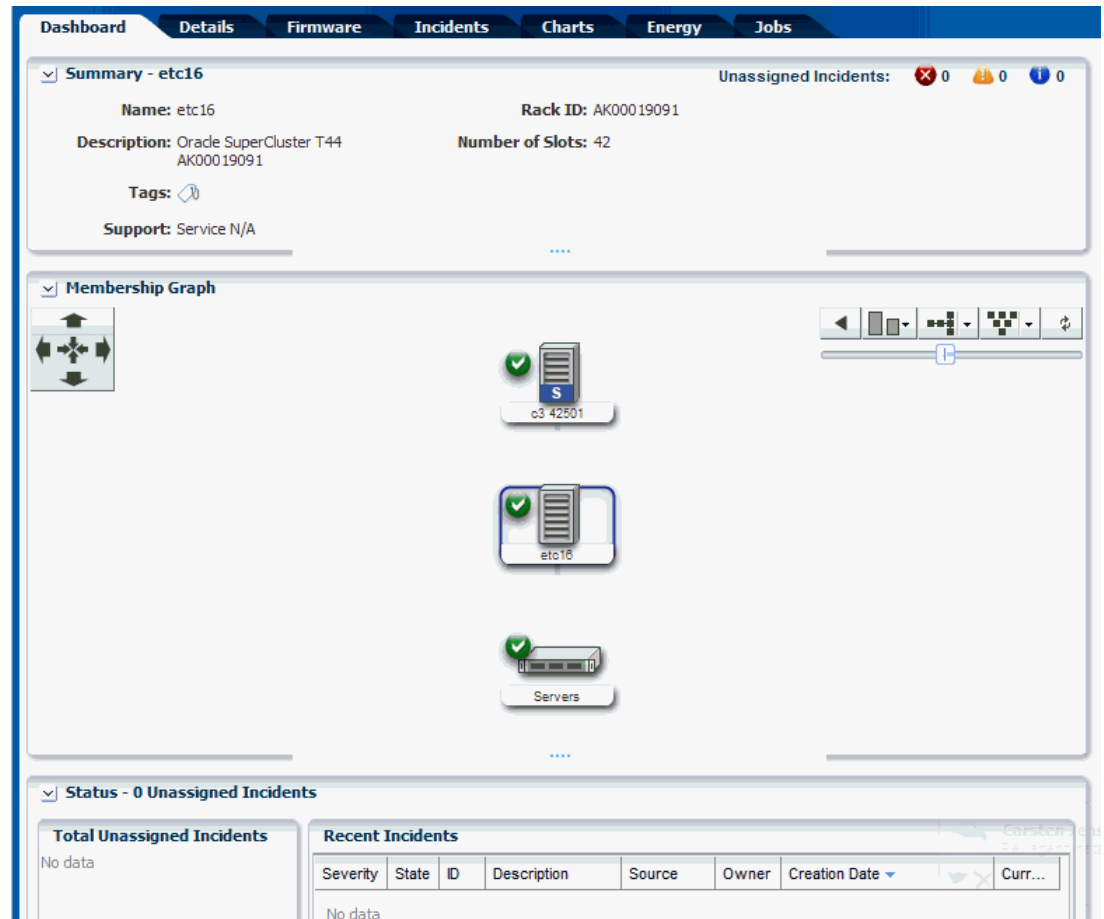 Dashboard Details Firmware Incidents Charts Energy Jobs
Summary - etc16 Unassigned Incidents: 0 0 0
Name: etc16 Rack ID: AK00019091
Description: Oracle SuperCluster T44 Number of Slots: 42
AK00019091
Tags:
Support: Service N/A
Membership Graph
S
c3 42501
etc16
Servers
Status - 0 Unassigned Incidents
Total Unassigned Incidents Recent Incidents
No data
Severity State ID Description Source Owner Creation Date Curr...
No data